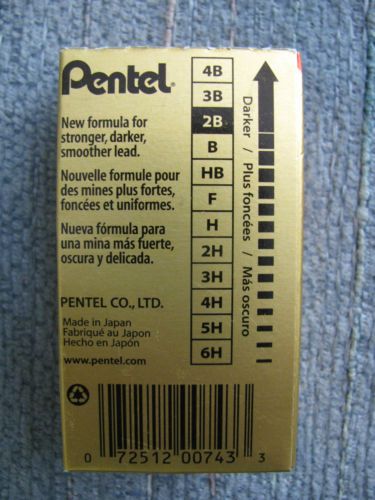 Pentel®
New formula for
stronger, darker,
smoother lead.
Nouvelle formule pour
des mines plus fortes,
foncées et uniformes.
Nueva fórmula para
una mina más fuerte,
oscura y delicada.
PENTEL CO., LTD.
Made in Japan
Fabriqué au Japon
Hecho en Japón
www.pentel.com
4B
3B
2B
B
HB
F
H
2H
3H
4H
5H
6H
Darker / Plus foncées / Más oscuro
0 72512 00743 3